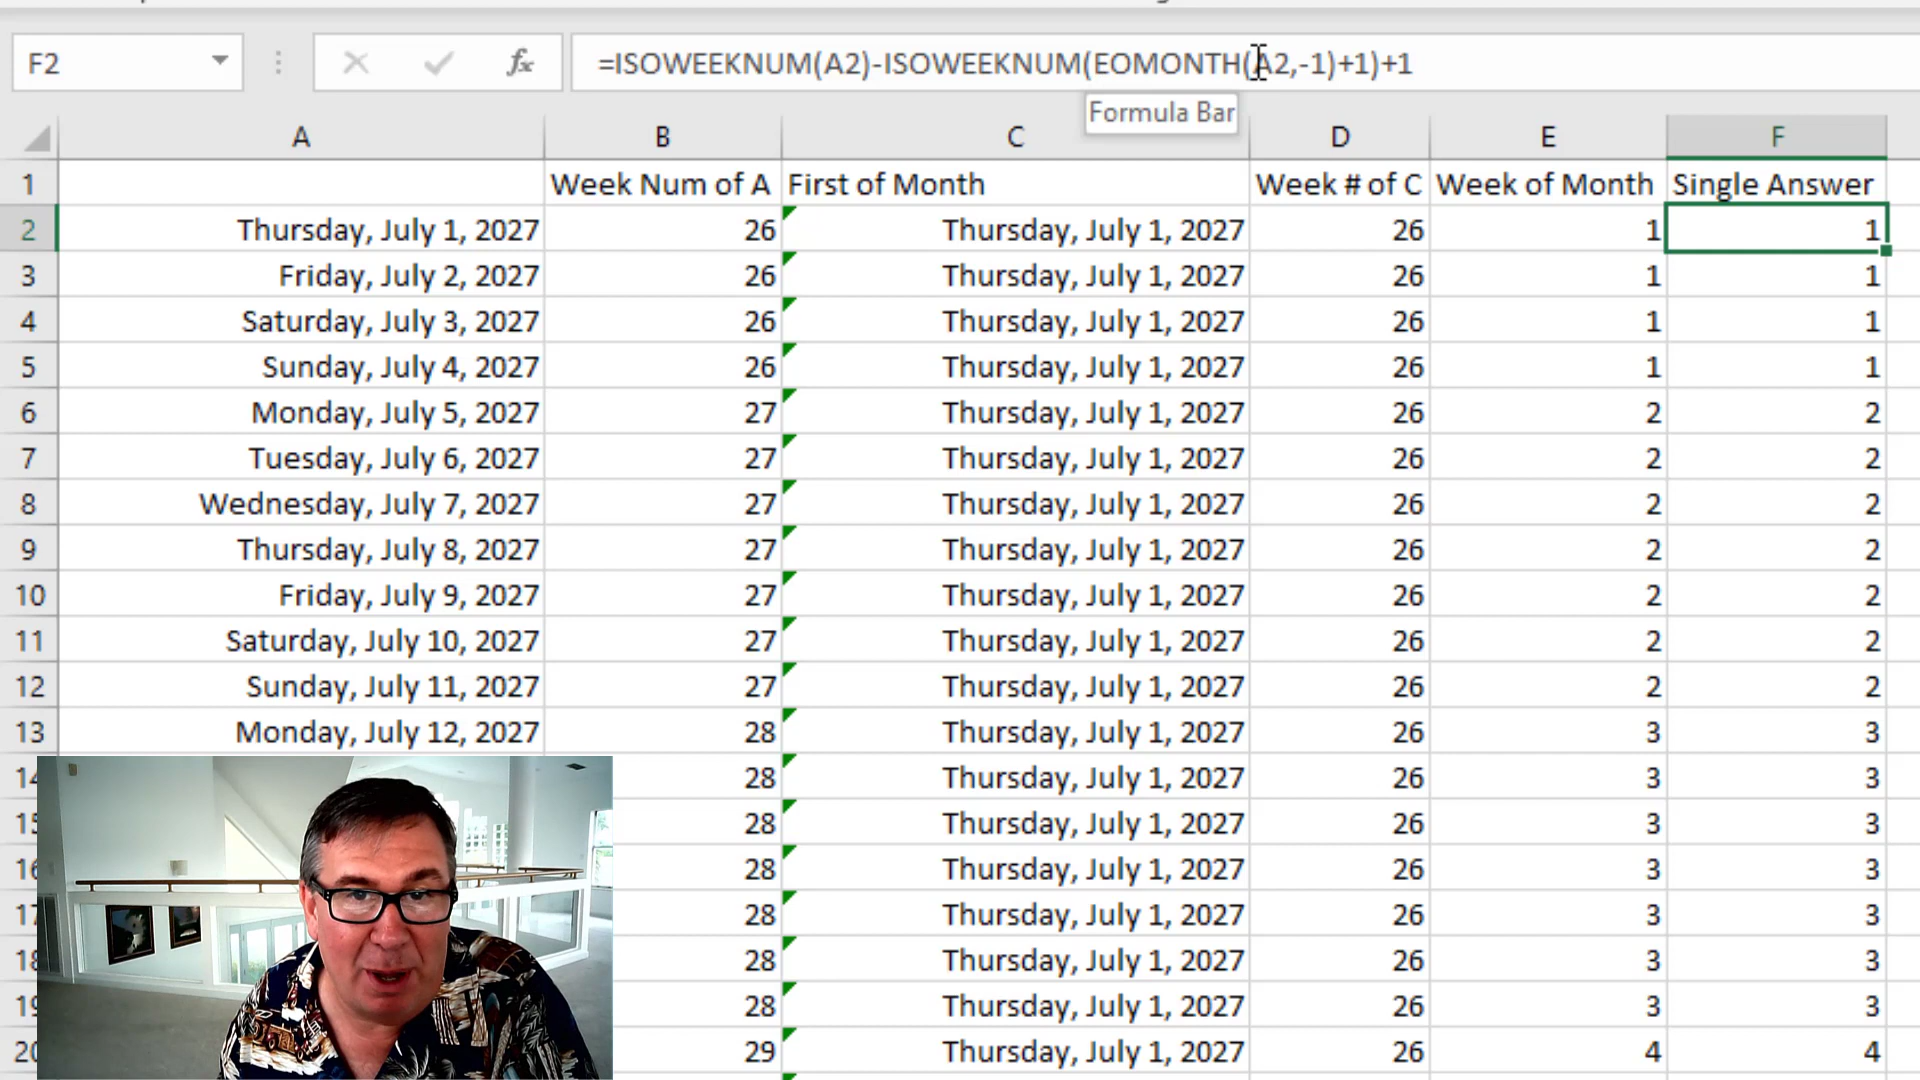 F2 fx =ISOWEEKNUM(A2)-ISOWEEKNUM(EOMONTH(A2,-1)+1)+1
Formula Bar
A B C D E F
1 Week Num of A First of Month Week # of C Week of Month Single Answer
2 Thursday, July 1, 2027 26 Thursday, July 1, 2027 26 1 1
3 Friday, July 2, 2027 26 Thursday, July 1, 2027 26 1 1
4 Saturday, July 3, 2027 26 Thursday, July 1, 2027 26 1 1
5 Sunday, July 4, 2027 26 Thursday, July 1, 2027 26 1 1
6 Monday, July 5, 2027 27 Thursday, July 1, 2027 26 2 2
7 Tuesday, July 6, 2027 27 Thursday, July 1, 2027 26 2 2
8 Wednesday, July 7, 2027 27 Thursday, July 1, 2027 26 2 2
9 Thursday, July 8, 2027 27 Thursday, July 1, 2027 26 2 2
10 Friday, July 9, 2027 27 Thursday, July 1, 2027 26 2 2
11 Saturday, July 10, 2027 27 Thursday, July 1, 2027 26 2 2
12 Sunday, July 11, 2027 27 Thursday, July 1, 2027 26 2 2
13 Monday, July 12, 2027 28 Thursday, July 1, 2027 26 3 3
14 28 Thursday, July 1, 2027 26 3 3
15 28 Thursday, July 1, 2027 26 3 3
16 28 Thursday, July 1, 2027 26 3 3
17 28 Thursday, July 1, 2027 26 3 3
18 28 Thursday, July 1, 2027 26 3 3
19 28 Thursday, July 1, 2027 26 3 3
20 29 Thursday, July 1, 2027 26 4 4